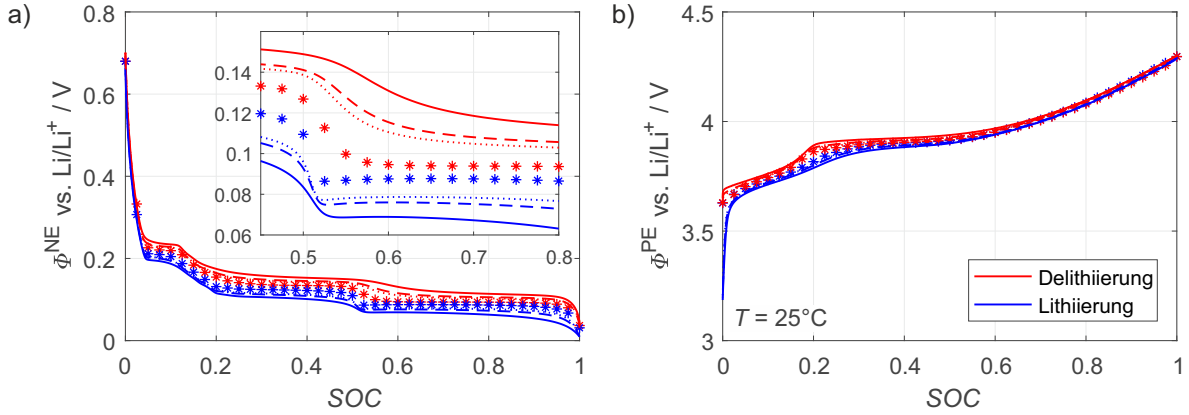 a)
0.8
0.6
0.4
0.2
0
Φ^NE vs. Li/Li^+ / V
0.14
0.12
0.1
0.08
0.06
0.5 0.6 0.7 0.8
0 0.2 0.4 0.6 0.8 1
SOC
b)
4.5
4
3.5
3
Φ^PE vs. Li/Li^+ / V
Delithiierung
Lithiierung
T = 25°C
0 0.2 0.4 0.6 0.8 1
SOC